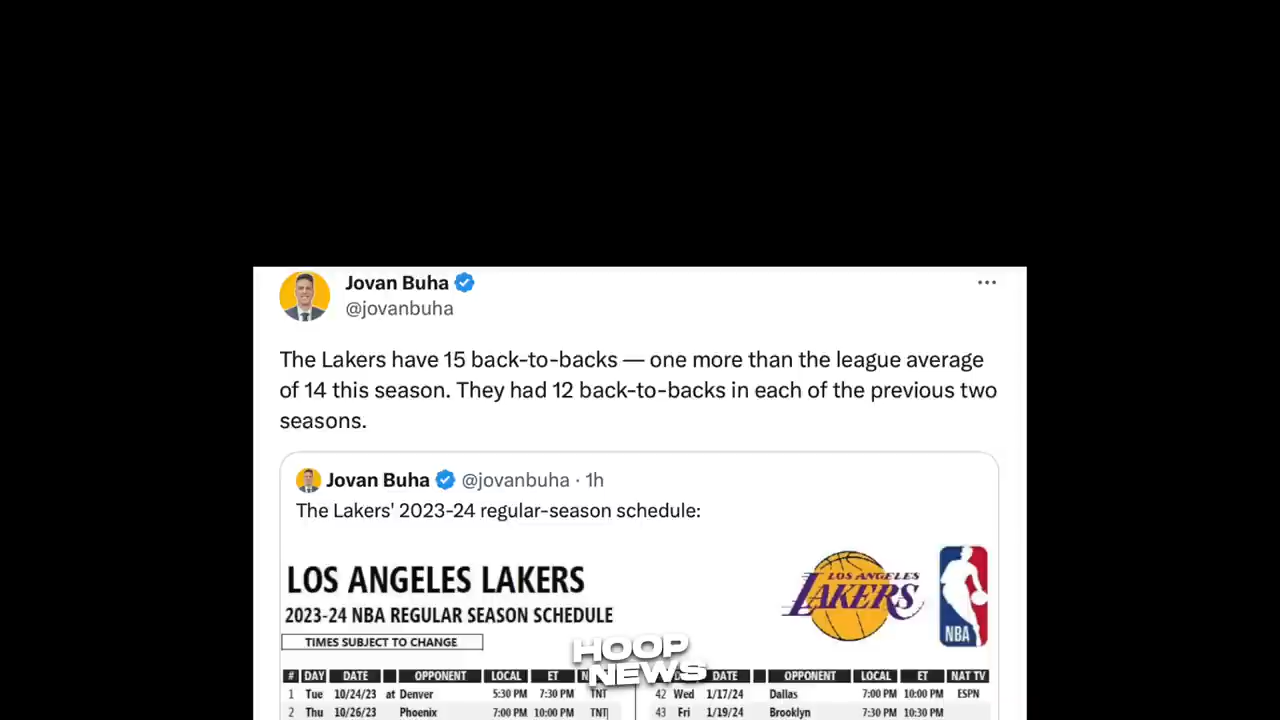 Jovan Buha
@jovanbuha
The Lakers have 15 back-to-backs — one more than the league average
of 14 this season. They had 12 back-to-backs in each of the previous two
seasons.
Jovan Buha @jovanbuha · 1h
The Lakers' 2023-24 regular-season schedule:
LOS ANGELES LAKERS
2023-24 NBA REGULAR SEASON SCHEDULE
TIMES SUBJECT TO CHANGE
LOS ANGELES
LAKERS
NBA
HOOP
NEWS
# DAY DATE OPPONENT LOCAL ET
1 Tue 10/24/23 at Denver 5:30 PM 7:30 PM TNT
2 Thu 10/26/23 Phoenix 7:00 PM 10:00 PM TNT
DATE OPPONENT LOCAL ET NAT TV
42 Wed 1/17/24 Dallas 7:00 PM 10:00 PM ESPN
43 Fri 1/19/24 Brooklyn 7:30 PM 10:30 PM